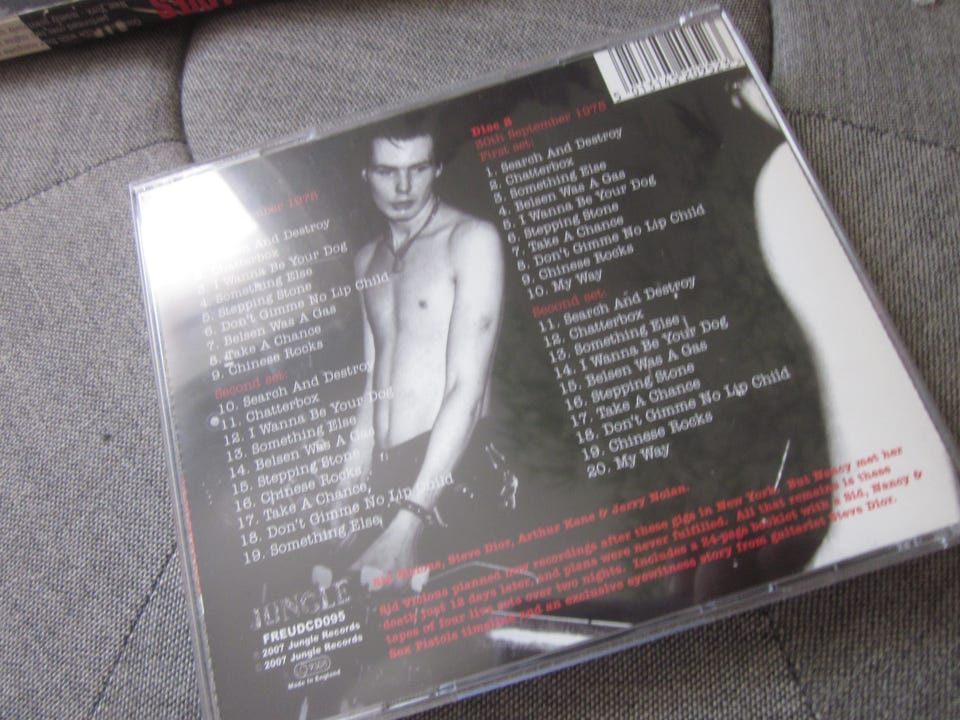 ember 1978
And Destroy
Chatterbox
3. I Wanna Be Your Dog
4. Something Else
5. Stepping Stone
6. Don't Gimme No Lip Child
7. Belsen Was A Gas
8. Take A Chance
9. Chinese Rocks
Second set:
10. Search And Destroy
11. Chatterbox
12. I Wanna Be Your Dog
13. Something Else
14. Belsen Was A Gas
15. Stepping Stone
16. Chinese Rocks
17. Take A Chance
18. Don't Gimme No Lip Child
19. Something Else
Disc 2
30th September 1978
First set:
1. Search And Destroy
2. Chatterbox
3. Something Else
4. Belsen Was A Gas
5. I Wanna Be Your Dog
6. Stepping Stone
7. Take A Chance
8. Don't Gimme No Lip Child
9. Chinese Rocks
10. My Way
Second set:
11. Search And Destroy
12. Chatterbox
13. Something Else
14. I Wanna Be Your Dog
15. Belsen Was A Gas
16. Stepping Stone
17. Take A Chance
18. Don't Gimme No Lip Child
19. Chinese Rocks
20. My Way
Sid Vicious, Steve Dior, Arthur Kane & Jerry Nolan.
Sid Vicious planned new recordings after these gigs in New York. But Nancy met her
death just 12 days later, and plans were never fulfilled. All that remains is these
tapes of four live sets over two nights. Includes a 24-page booklet with a Sid, Nancy &
Sex Pistols timeline and an exclusive eyewitness story from guitarist Steve Dior.
JUNGLE
FREUDCD095
2007 Jungle Records
2007 Jungle Records
Made in England